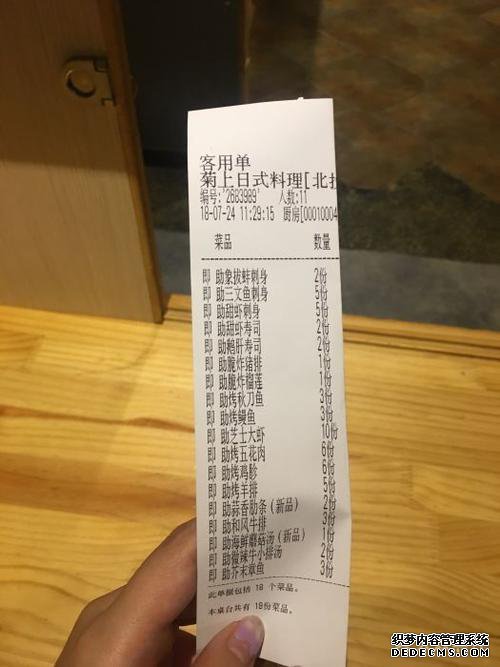 客用单
菊上日式料理[北
编号:'2683989' 人数:11
18-07-24 11:29:15 厨房[00010004
菜品 数量
即 助象拔蚌刺身 2份
即 助三文鱼刺身 5份
即 助甜虾刺身 5份
即 助甜虾寿司 2份
即 助鹅肝寿司 2份
即 助脆炸猪排 1份
即 助脆炸榴莲 1份
即 助烤秋刀鱼 3份
即 助烤鳗鱼 3份
即 助芝士大虾 10份
即 助烤五花肉 6份
即 助烤鸡胗 6份
即 助烤羊排 5份
即 助蒜香肋条(新品) 2份
即 助和风牛排 3份
即 助海鲜蘑菇汤(新品) 1份
即 助微辣牛小排汤 2份
即 助芥末章鱼 3份
此单据包括 18 个菜品。
本桌台共有 18份菜品。
织梦内容管理系统
DEDECMS.COM